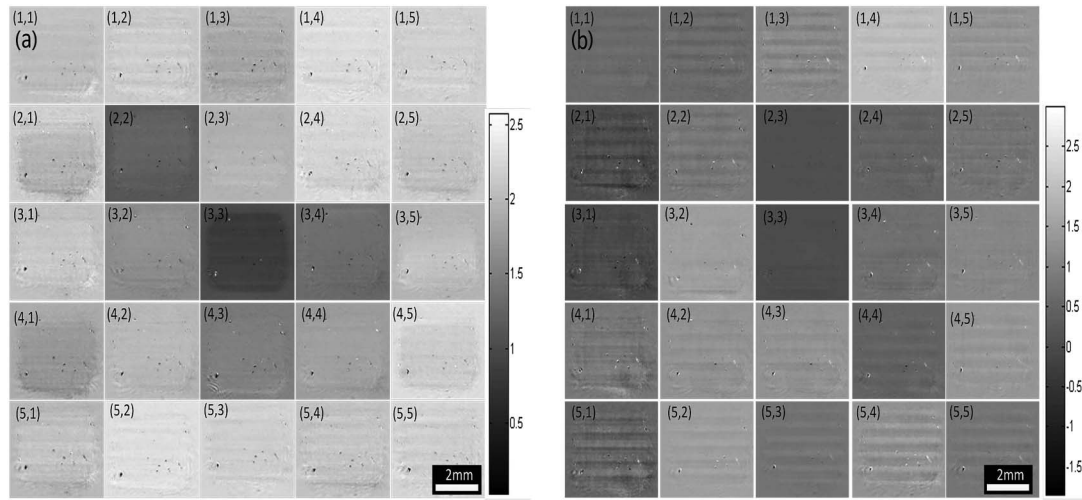 (1,1) (1,2) (1,3) (1,4) (1,5)
(a)
(2,1) (2,2) (2,3) (2,4) (2,5)
(3,1) (3,2) (3,3) (3,4) (3,5)
(4,1) (4,2) (4,3) (4,4) (4,5)
(5,1) (5,2) (5,3) (5,4) (5,5)
2mm
2.5
2
1.5
1
0.5
(1,1) (1,2) (1,3) (1,4) (1,5)
(b)
(2,1) (2,2) (2,3) (2,4) (2,5)
(3,1) (3,2) (3,3) (3,4) (3,5)
(4,1) (4,2) (4,3) (4,4) (4,5)
(5,1) (5,2) (5,3) (5,4) (5,5)
2mm
2.5
2
1.5
1
0.5
0
-0.5
-1
-1.5